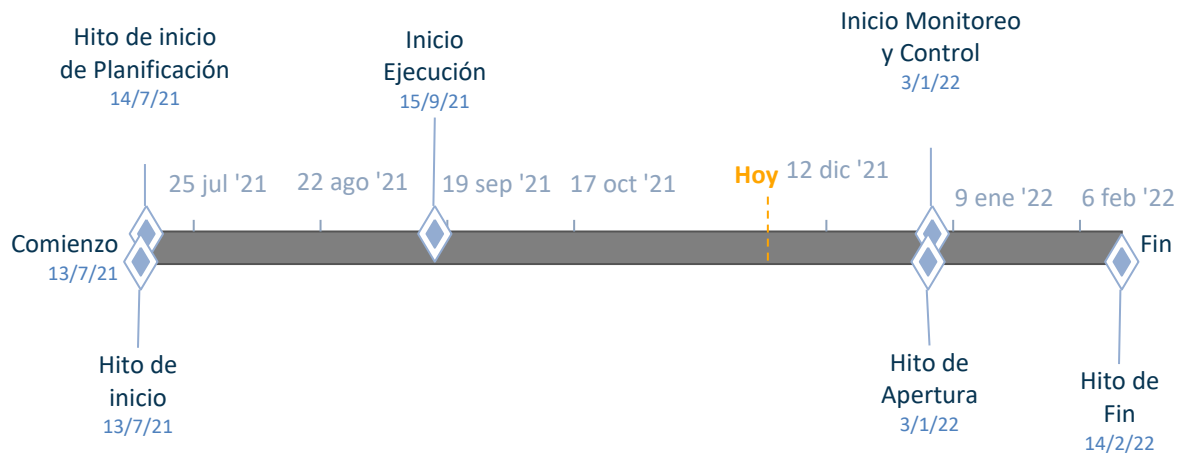 Hito de inicio
de Planificación
14/7/21
Inicio
Ejecución
15/9/21
Inicio Monitoreo
y Control
3/1/22
25 jul '21
22 ago '21
19 sep '21
17 oct '21
Hoy
12 dic '21
9 ene '22
6 feb '22
Comienzo
13/7/21
Fin
Hito de
inicio
13/7/21
Hito de
Apertura
3/1/22
Hito de
Fin
14/2/22